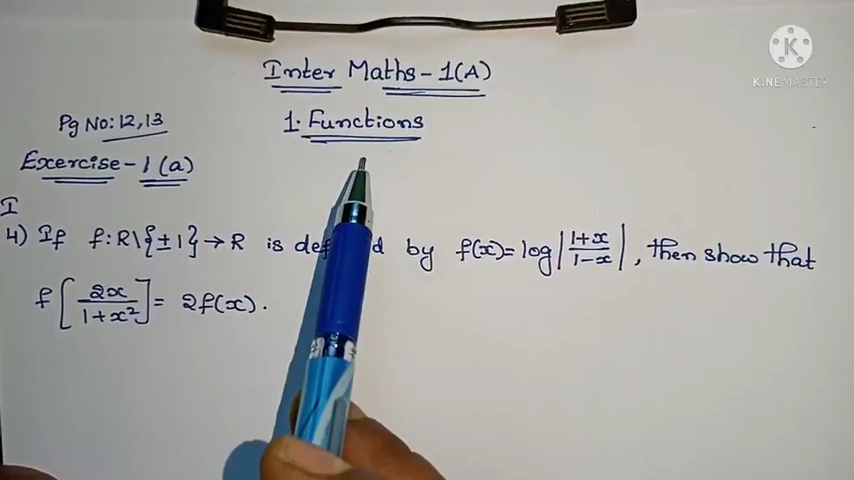 Inter Maths-1(A)
K
KINEMASTER
Pg No: 12,13
1. Functions
Exercise-1(a)
I
4) If f: R\{±1}→R is defined by f(x)=log|(1+x)/(1-x)|, then show that
f[2x/(1+x²)] = 2f(x).